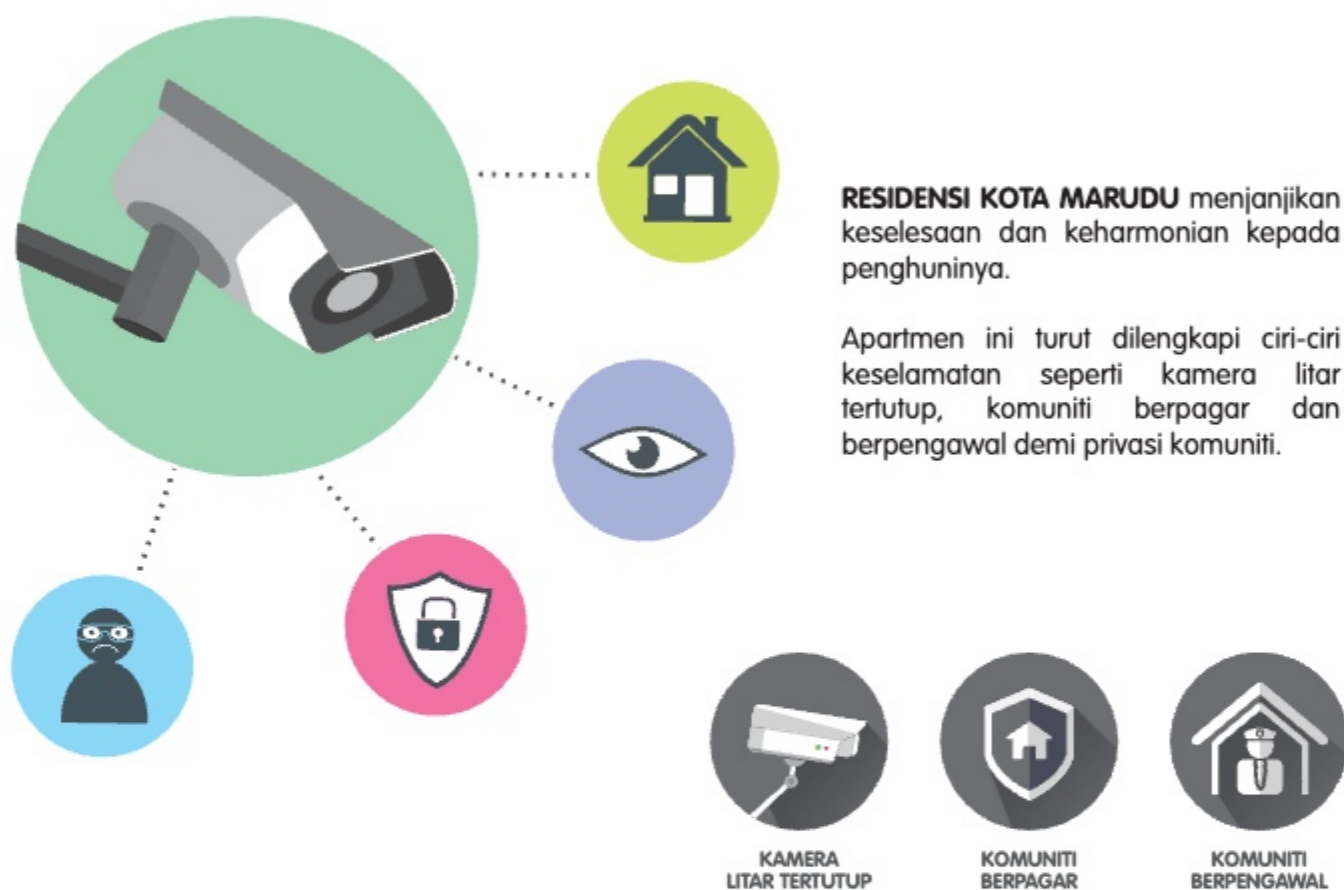 RESIDENSI KOTA MARUDU menjanjikan
keselesaan dan keharmonian kepada
penghuninya.
Apartmen ini turut dilengkapi ciri-ciri
keselamatan seperti kamera litar
tertutup, komuniti berpagar dan
berpengawal demi privasi komuniti.
KAMERA
LITAR TERTUTUP
KOMUNITI
BERPAGAR
KOMUNITI
BERPENGAWAL